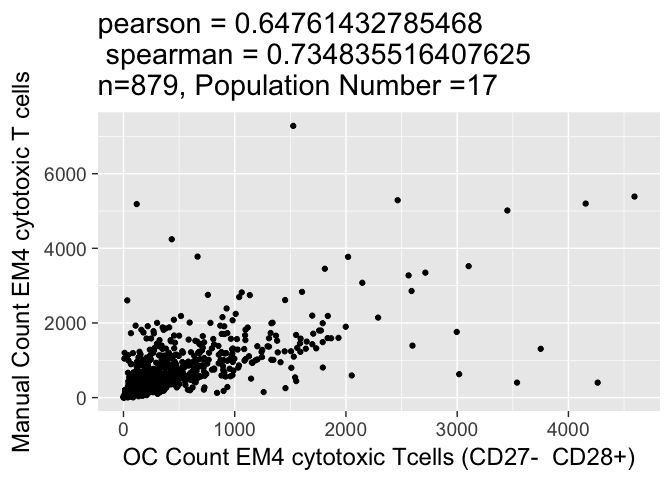 pearson = 0.64761432785468
spearman = 0.734835516407625
n=879, Population Number =17
Manual Count EM4 cytotoxic T cells
6000
4000
2000
0
0 1000 2000 3000 4000
OC Count EM4 cytotoxic Tcells (CD27-  CD28+)